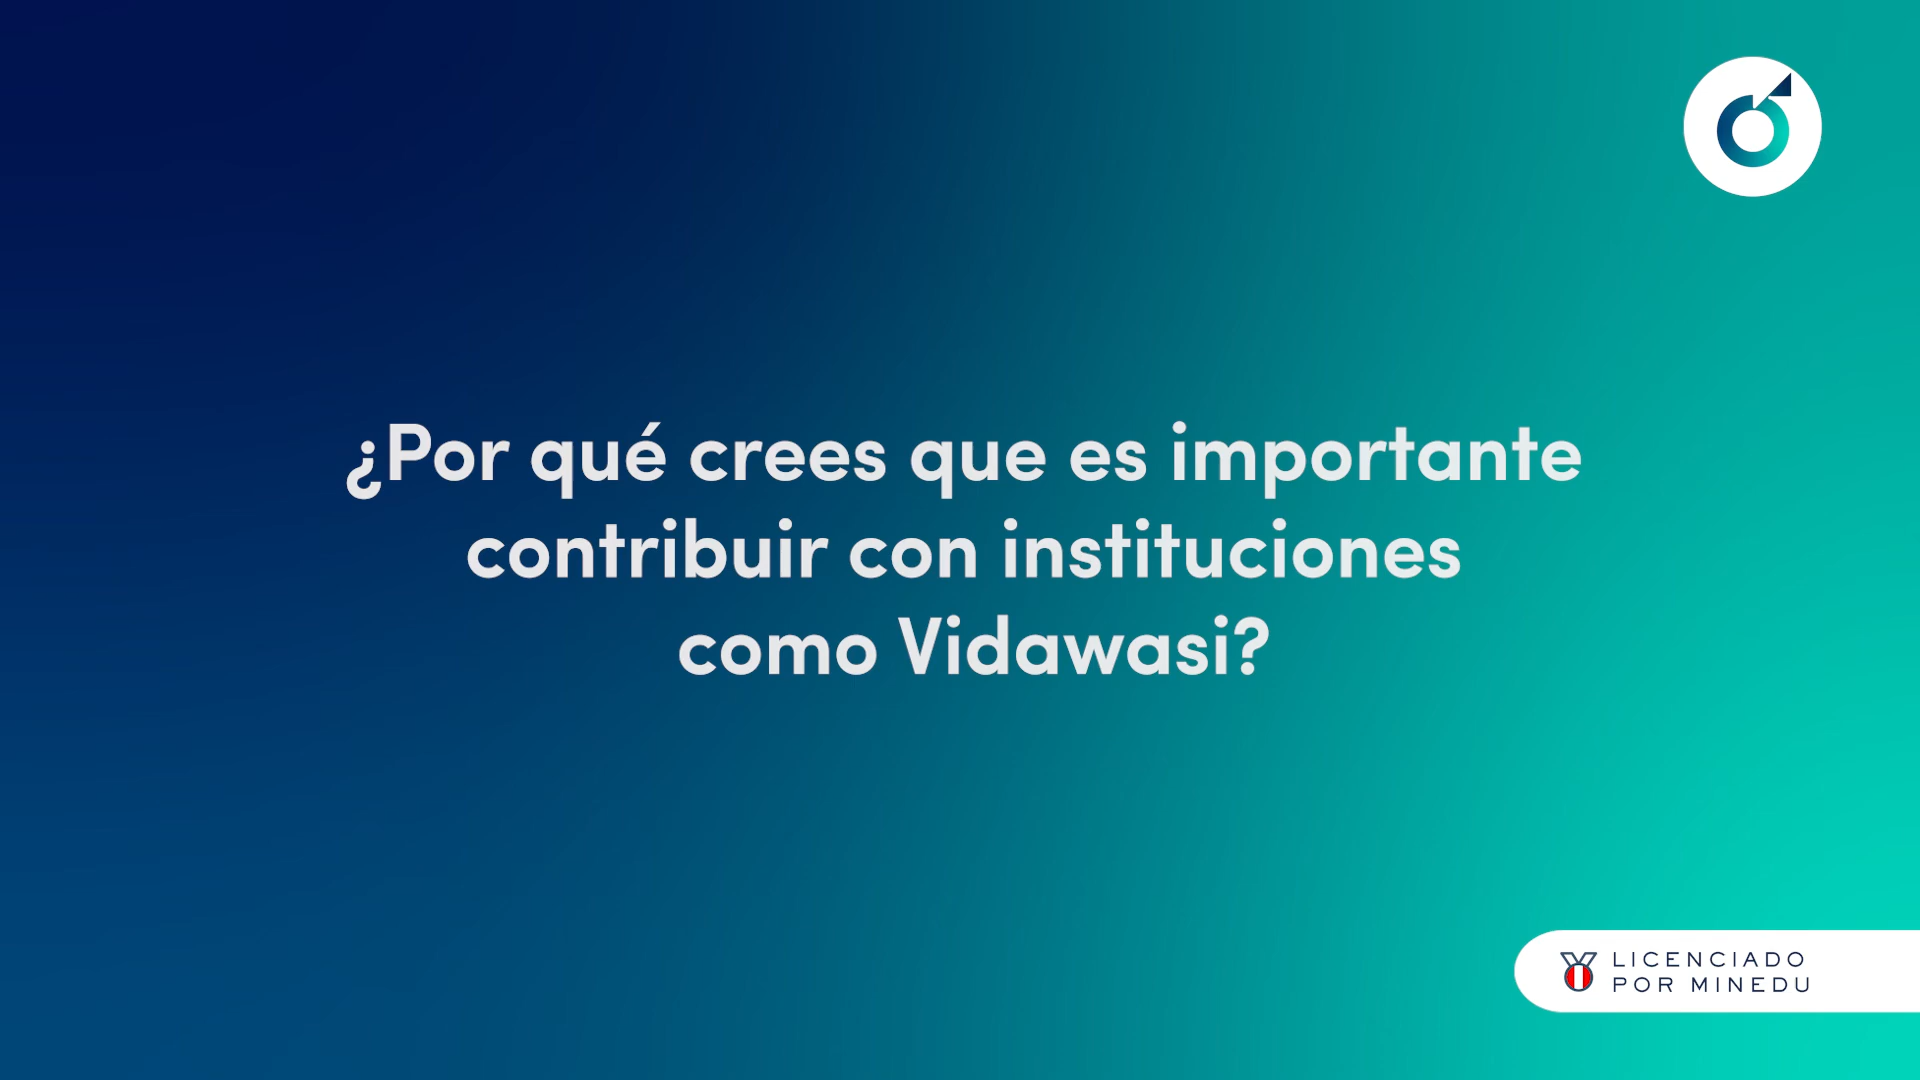 ¿Por qué crees que es importante
contribuir con instituciones
como Vidawasi?
LICENCIADO
POR MINEDU